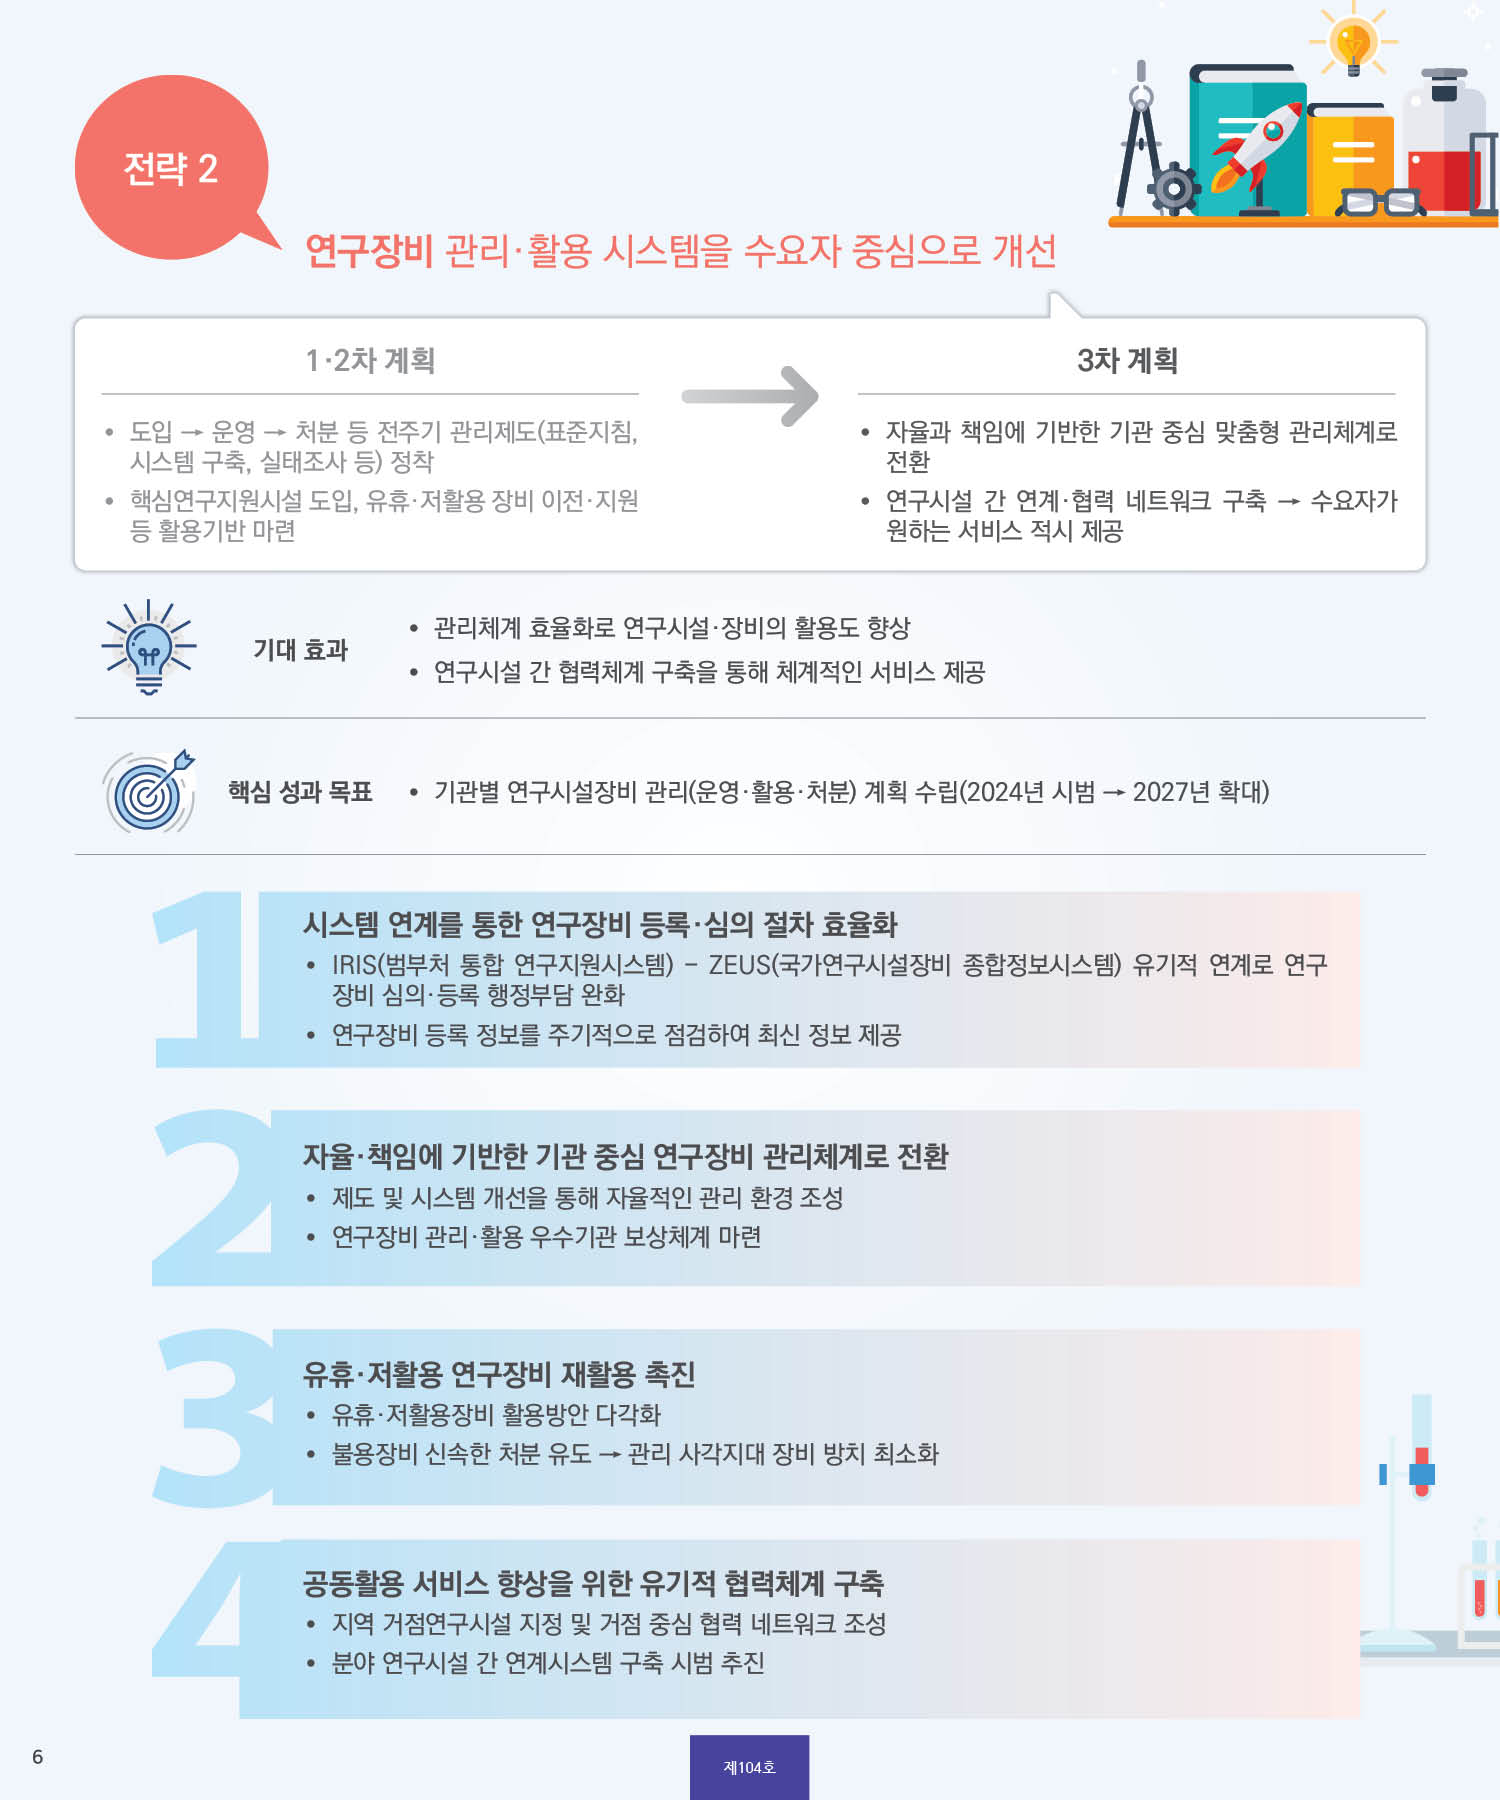 전략 2
연구장비 관리·활용 시스템을 수요자 중심으로 개선
1·2차 계획
• 도입 → 운영 → 처분 등 전주기 관리제도(표준지침,
시스템 구축, 실태조사 등) 정착
• 핵심연구지원시설 도입, 유휴·저활용 장비 이전·지원
등 활용기반 마련
3차 계획
• 자율과 책임에 기반한 기관 중심 맞춤형 관리체계로
전환
• 연구시설 간 연계·협력 네트워크 구축 → 수요자가
원하는 서비스 적시 제공
기대 효과
• 관리체계 효율화로 연구시설·장비의 활용도 향상
• 연구시설 간 협력체계 구축을 통해 체계적인 서비스 제공
핵심 성과 목표
• 기관별 연구시설장비 관리(운영·활용·처분) 계획 수립(2024년 시범 → 2027년 확대)
1
시스템 연계를 통한 연구장비 등록·심의 절차 효율화
• IRIS(범부처 통합 연구지원시스템) - ZEUS(국가연구시설장비 종합정보시스템) 유기적 연계로 연구
장비 심의·등록 행정부담 완화
• 연구장비 등록 정보를 주기적으로 점검하여 최신 정보 제공
2
자율·책임에 기반한 기관 중심 연구장비 관리체계로 전환
• 제도 및 시스템 개선을 통해 자율적인 관리 환경 조성
• 연구장비 관리·활용 우수기관 보상체계 마련
3
유휴·저활용 연구장비 재활용 촉진
• 유휴·저활용장비 활용방안 다각화
• 불용장비 신속한 처분 유도 → 관리 사각지대 장비 방치 최소화
4
공동활용 서비스 향상을 위한 유기적 협력체계 구축
• 지역 거점연구시설 지정 및 거점 중심 협력 네트워크 조성
• 분야 연구시설 간 연계시스템 구축 시범 추진
6
제104호